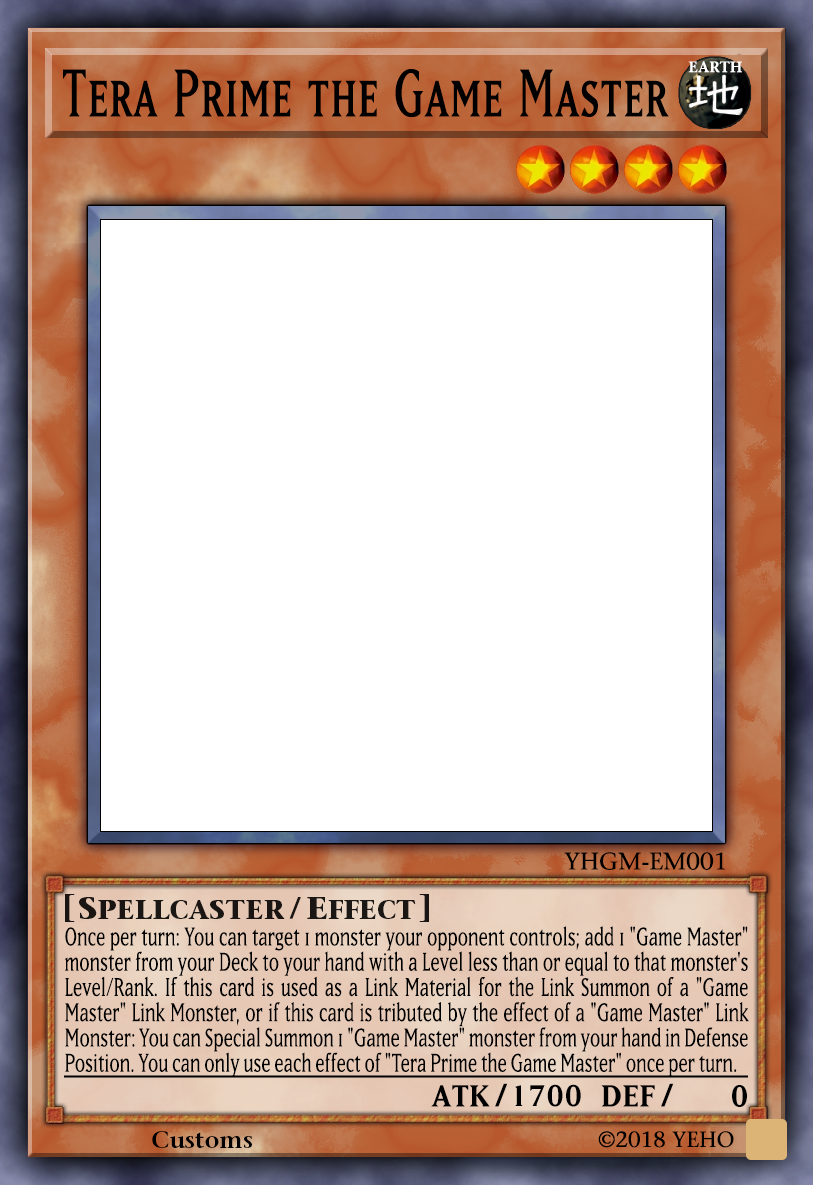 Tera Prime the Game Master
EARTH
地
YHGM-EM001
[Spellcaster / Effect]
Once per turn: You can target 1 monster your opponent controls; add 1 "Game Master"
monster from your Deck to your hand with a Level less than or equal to that monster's
Level/Rank. If this card is used as a Link Material for the Link Summon of a "Game
Master" Link Monster, or if this card is tributed by the effect of a "Game Master" Link
Monster: You can Special Summon 1 "Game Master" monster from your hand in Defense
Position. You can only use each effect of "Tera Prime the Game Master" once per turn.
ATK / 1700 DEF / 0
Customs ©2018 YEHO